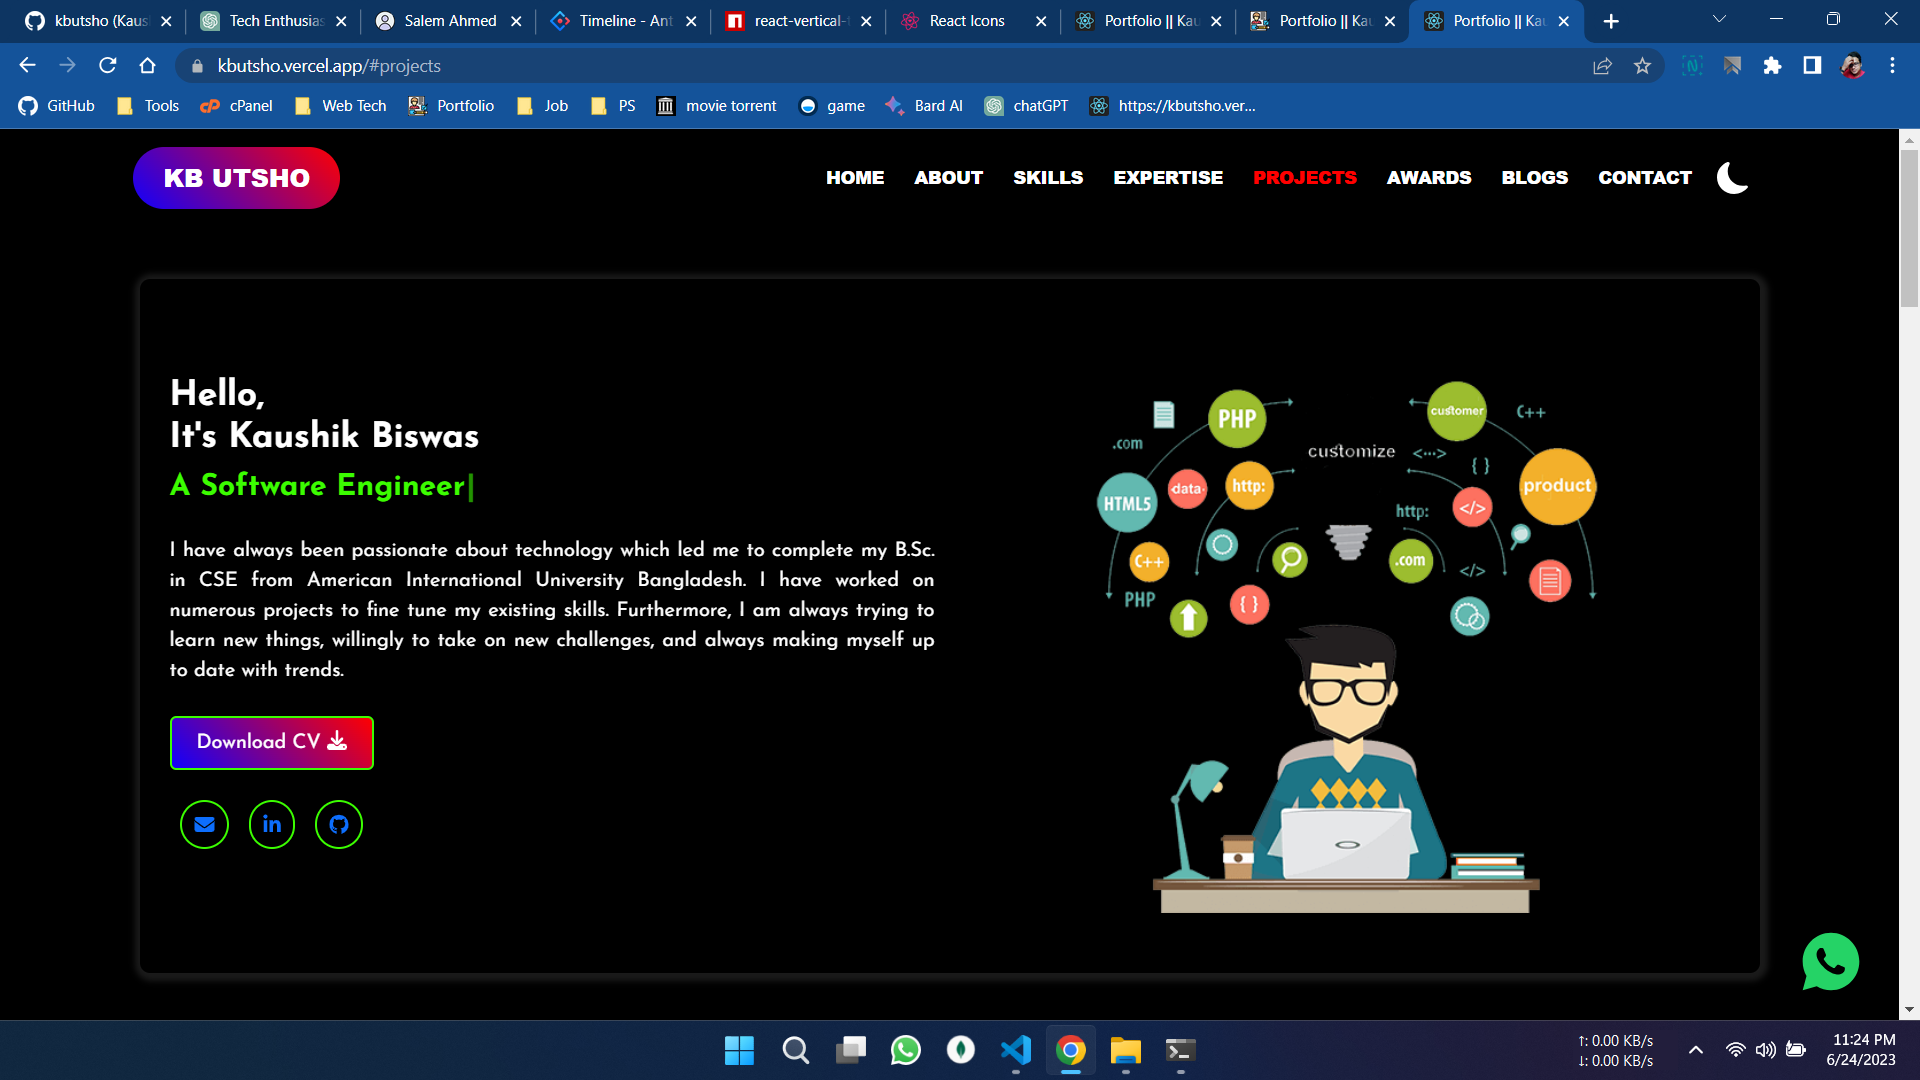 kbutsho (Kaus
Tech Enthusias
Salem Ahmed
Timeline - Ant
react-vertical-t
React Icons
Portfolio || Kau
Portfolio || Kau
Portfolio || Kau
kbutsho.vercel.app/#projects
GitHub
Tools
cPanel
Web Tech
Portfolio
Job
PS
movie torrent
game
Bard AI
chatGPT
https://kbutsho.ver...
KB UTSHO
HOME
ABOUT
SKILLS
EXPERTISE
PROJECTS
AWARDS
BLOGS
CONTACT
Hello,
It's Kaushik Biswas
A Software Engineer|
I have always been passionate about technology which led me to complete my B.Sc.
in CSE from American International University Bangladesh. I have worked on
numerous projects to fine tune my existing skills. Furthermore, I am always trying to
learn new things, willingly to take on new challenges, and always making myself up
to date with trends.
Download CV
PHP
customer
C++
.com
customize
<···>
{ }
HTML5
data
http:
product
http:
</>
C++
.com
</>
PHP
{ }
↑: 0.00 KB/s
↓: 0.00 KB/s
11:24 PM
6/24/2023